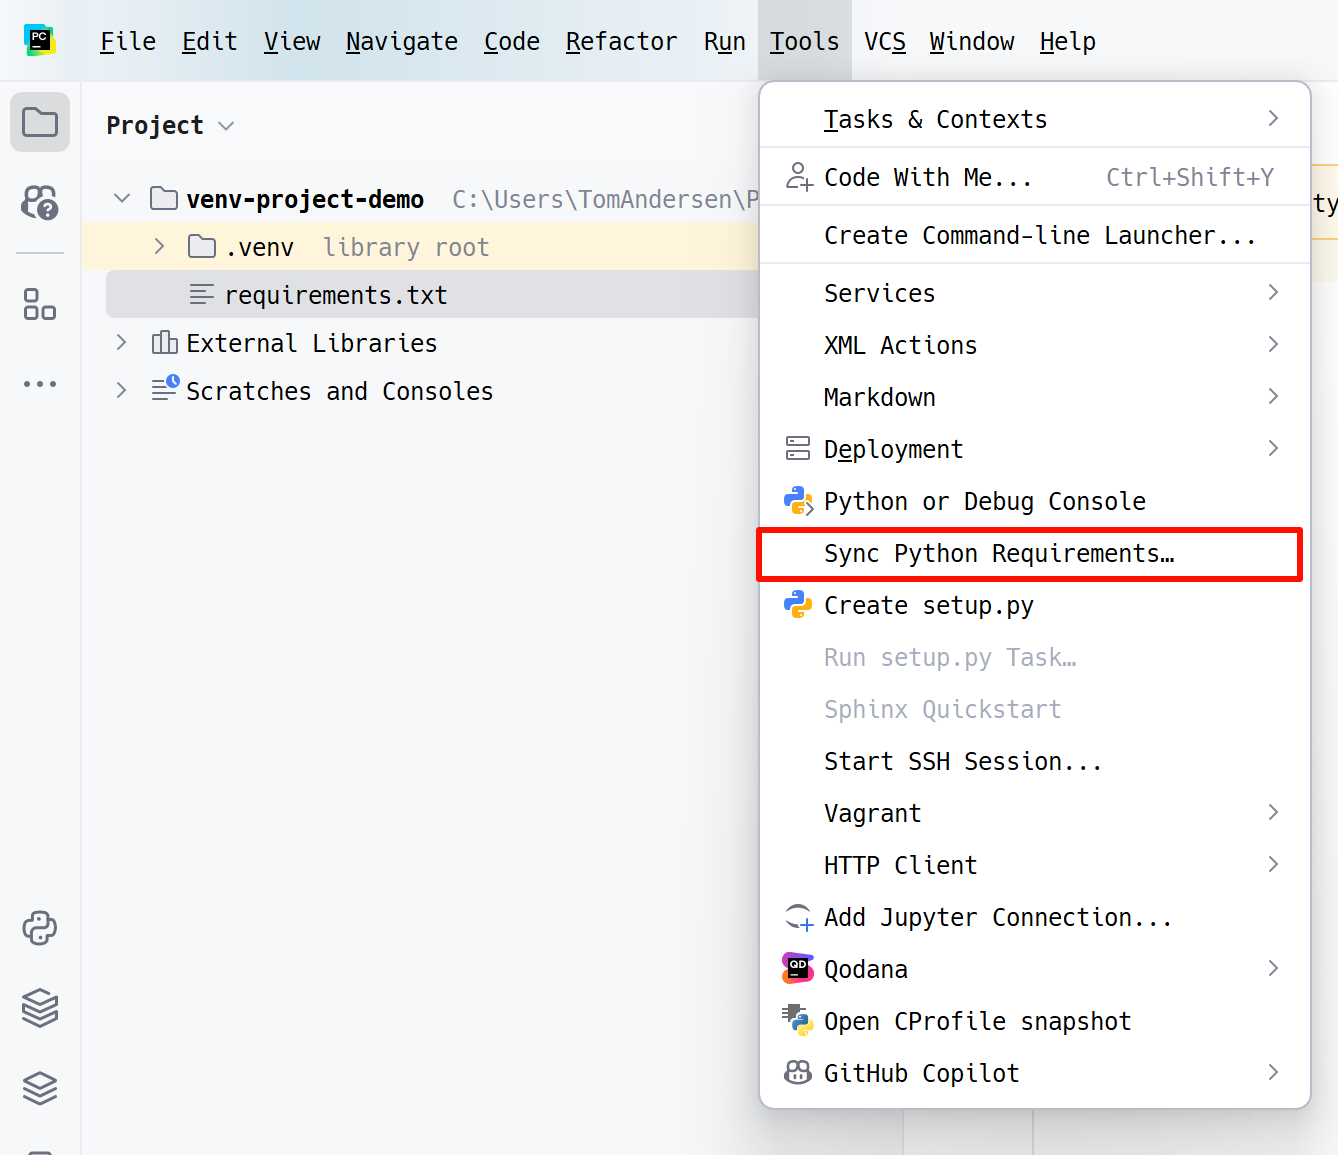 PC
File Edit View Navigate Code Refactor Run Tools VCS Window Help
Project
venv-project-demo C:\Users\TomAndersen\P
.venv library root
requirements.txt
External Libraries
Scratches and Consoles
Tasks & Contexts
Code With Me... Ctrl+Shift+Y
Create Command-line Launcher...
Services
XML Actions
Markdown
Deployment
Python or Debug Console
Sync Python Requirements…
Create setup.py
Run setup.py Task…
Sphinx Quickstart
Start SSH Session...
Vagrant
HTTP Client
Add Jupyter Connection...
QD
Qodana
Open CProfile snapshot
GitHub Copilot
ty